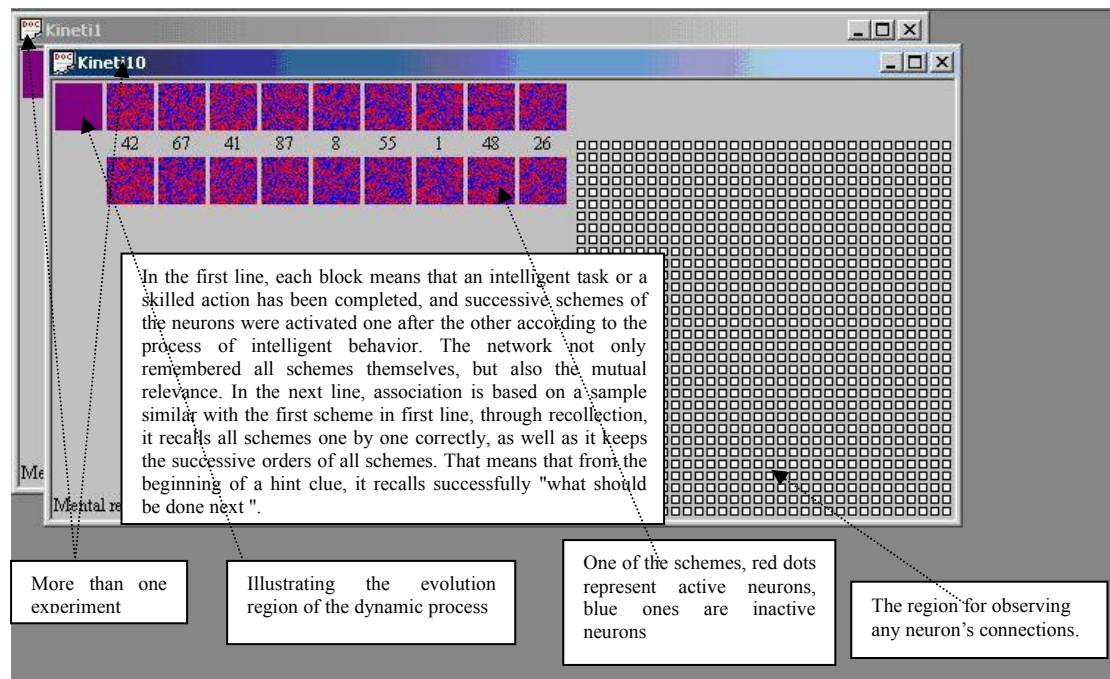 Kineti1
Kineti10
42 67 41 87 8 55 1 48 26
In the first line, each block means that an intelligent task or a
skilled action has been completed, and successive schemes of
the neurons were activated one after the other according to the
process of intelligent behavior. The network not only
remembered all schemes themselves, but also the mutual
relevance. In the next line, association is based on a sample
similar with the first scheme in first line, through recollection,
it recalls all schemes one by one correctly, as well as it keeps
the successive orders of all schemes. That means that from the
beginning of a hint clue, it recalls successfully "what should
be done next ".
Me
Mental re
More than one
experiment
Illustrating the evolution
region of the dynamic process
One of the schemes, red dots
represent active neurons,
blue ones are inactive
neurons
The region for observing
any neuron’s connections.